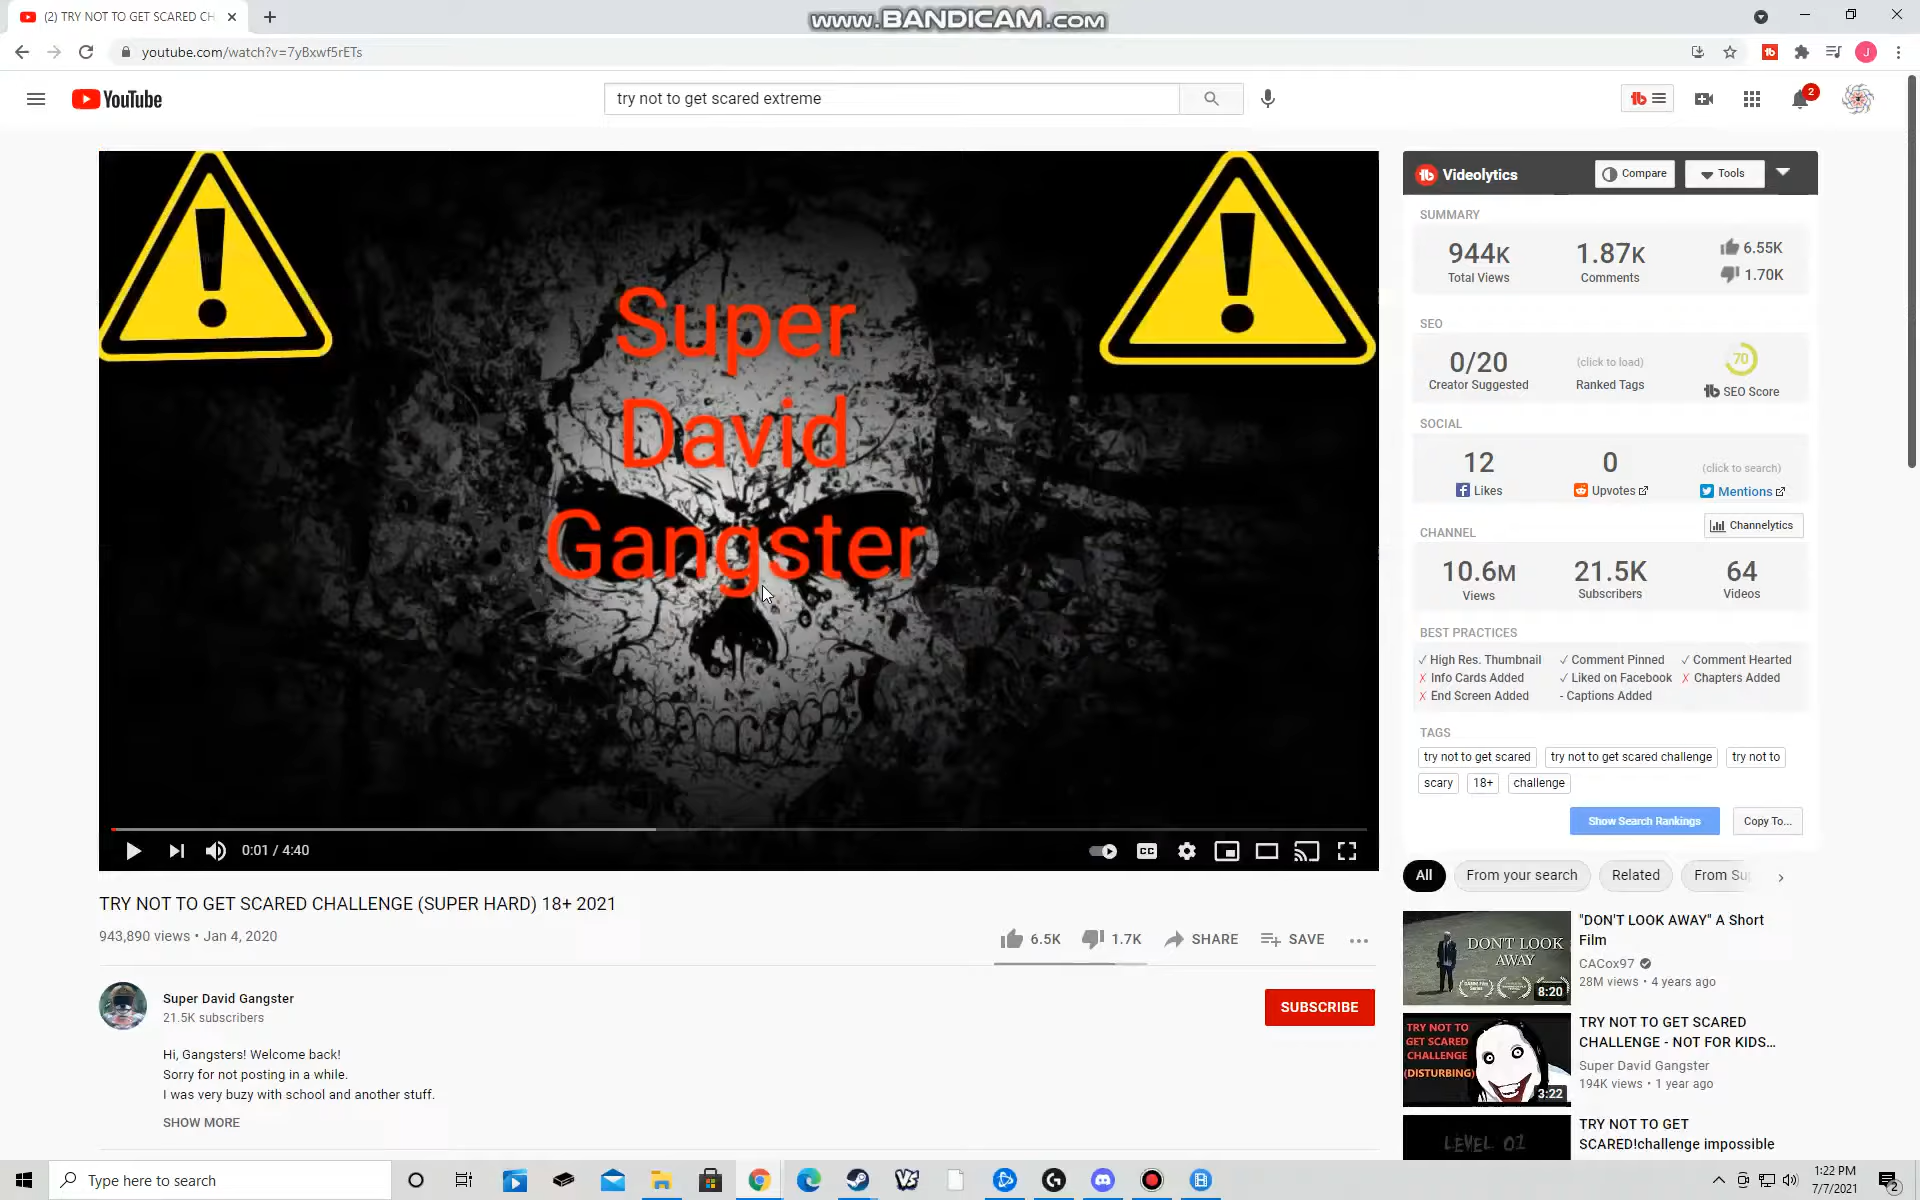 (2) TRY NOT TO GET SCARED CH
www.BANDICAM.com
youtube.com/watch?v=7yBxwf5rETs
YouTube
try not to get scared extreme
2
Super
David
Gangster
0:01 / 4:40
CC
TRY NOT TO GET SCARED CHALLENGE (SUPER HARD) 18+ 2021
943,890 views • Jan 4, 2020
6.5K
1.7K
SHARE
SAVE
Super David Gangster
21.5K subscribers
SUBSCRIBE
Hi, Gangsters! Welcome back!
Sorry for not posting in a while.
I was very buzy with school and another stuff.
SHOW MORE
Videolytics
Compare
Tools
SUMMARY
944K
Total Views
1.87K
Comments
6.55K
1.70K
SEO
0/20
Creator Suggested
(click to load)
Ranked Tags
70
SEO Score
SOCIAL
12
Likes
0
Upvotes
(click to search)
Mentions
Channelytics
CHANNEL
10.6M
Views
21.5K
Subscribers
64
Videos
BEST PRACTICES
✓ High Res. Thumbnail ✓ Comment Pinned ✓ Comment Hearted
✗ Info Cards Added ✓ Liked on Facebook ✗ Chapters Added
✗ End Screen Added - Captions Added
TAGS
try not to get scared
try not to get scared challenge
try not to
scary
18+
challenge
Show Search Rankings
Copy To...
All
From your search
Related
From Su
DON'T LOOK
AWAY
8:20
"DON'T LOOK AWAY" A Short
Film
CACox97
28M views • 4 years ago
TRY NOT TO
GET SCARED
CHALLENGE
(DISTURBING)
3:22
TRY NOT TO GET SCARED
CHALLENGE - NOT FOR KIDS...
Super David Gangster
194K views • 1 year ago
LEVEL 01
TRY NOT TO GET
SCARED!challenge impossible
Type here to search
1:22 PM
7/7/2021
2